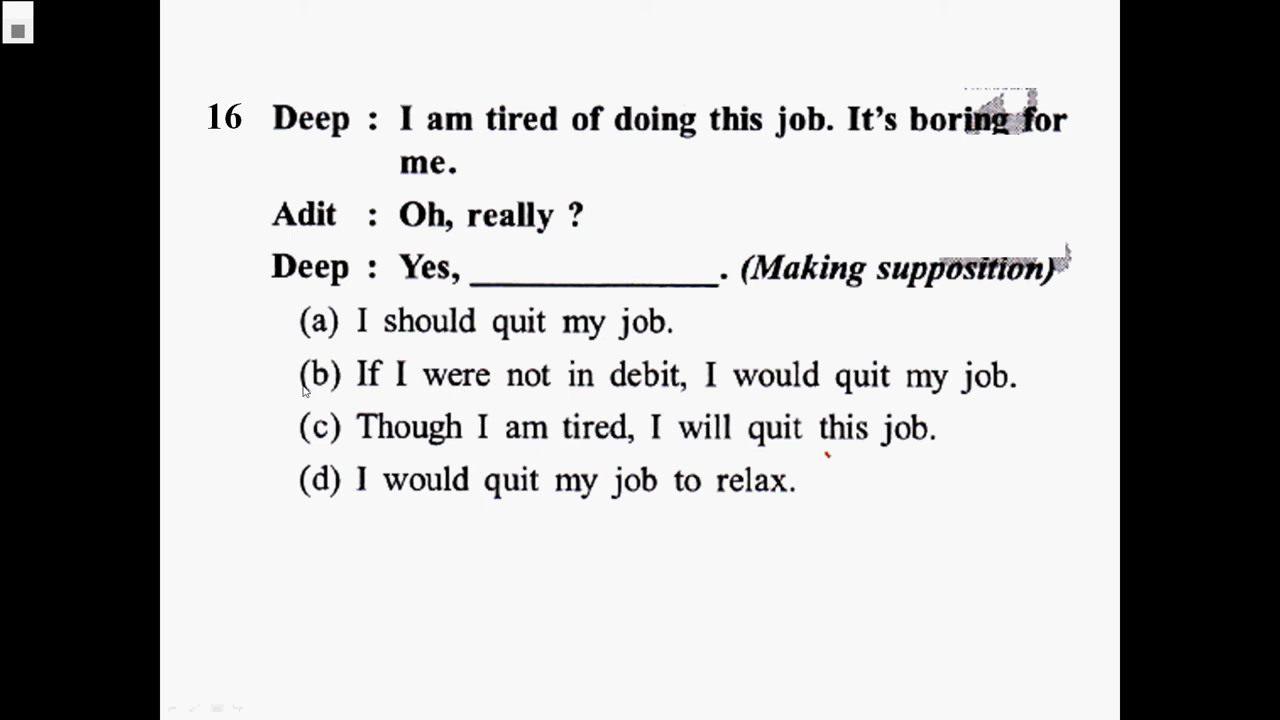 16 Deep : I am tired of doing this job. It's boring for
me.
Adit : Oh, really ?
Deep : Yes, ______________. (Making supposition)
(a) I should quit my job.
(b) If I were not in debit, I would quit my job.
(c) Though I am tired, I will quit this job.
(d) I would quit my job to relax.